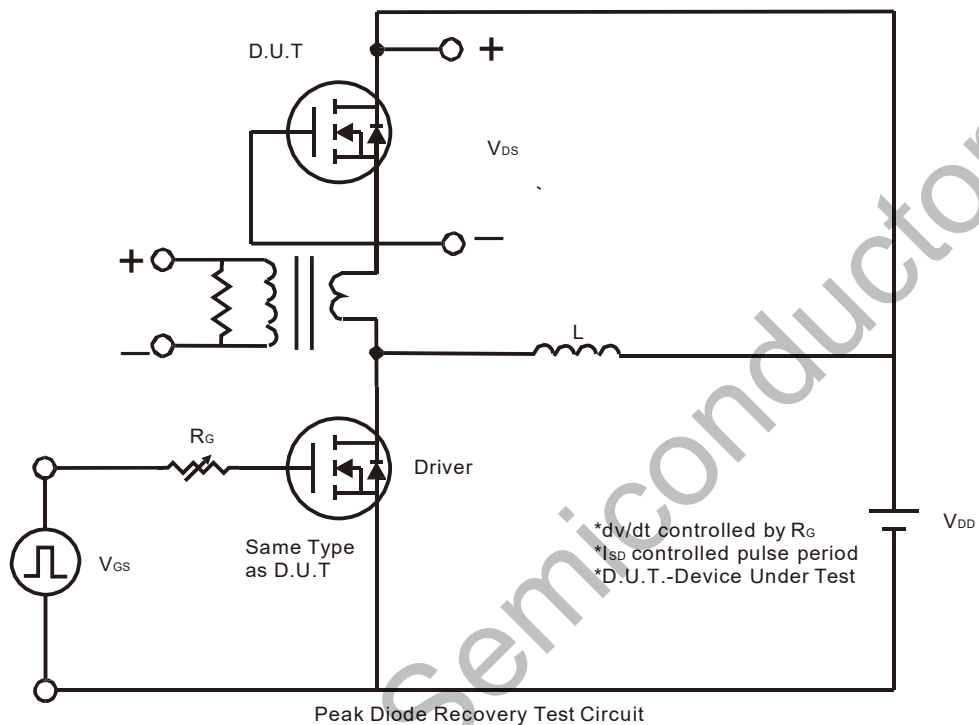 D.U.T
+
VDS
—
+
—
L
RG
Driver
VGS
Same Type
as D.U.T
*dv/dt controlled by RG
*ISD controlled pulse period
*D.U.T.-Device Under Test
VDD
Peak Diode Recovery Test Circuit
Semiconductor